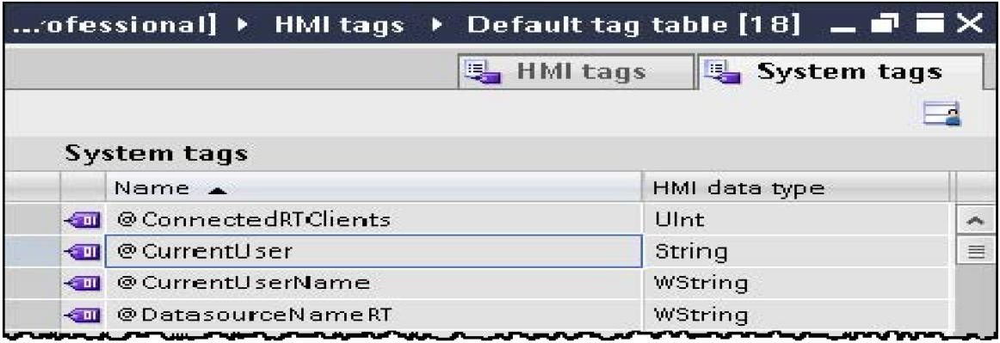 ...ofessional] ▸ HMI tags ▸ Default tag table [18]
HMI tags System tags
System tags
Name HMI data type
@ConnectedRTClients UInt
@CurrentUser String
@CurrentUserName WString
@DatasourceNameRT WString